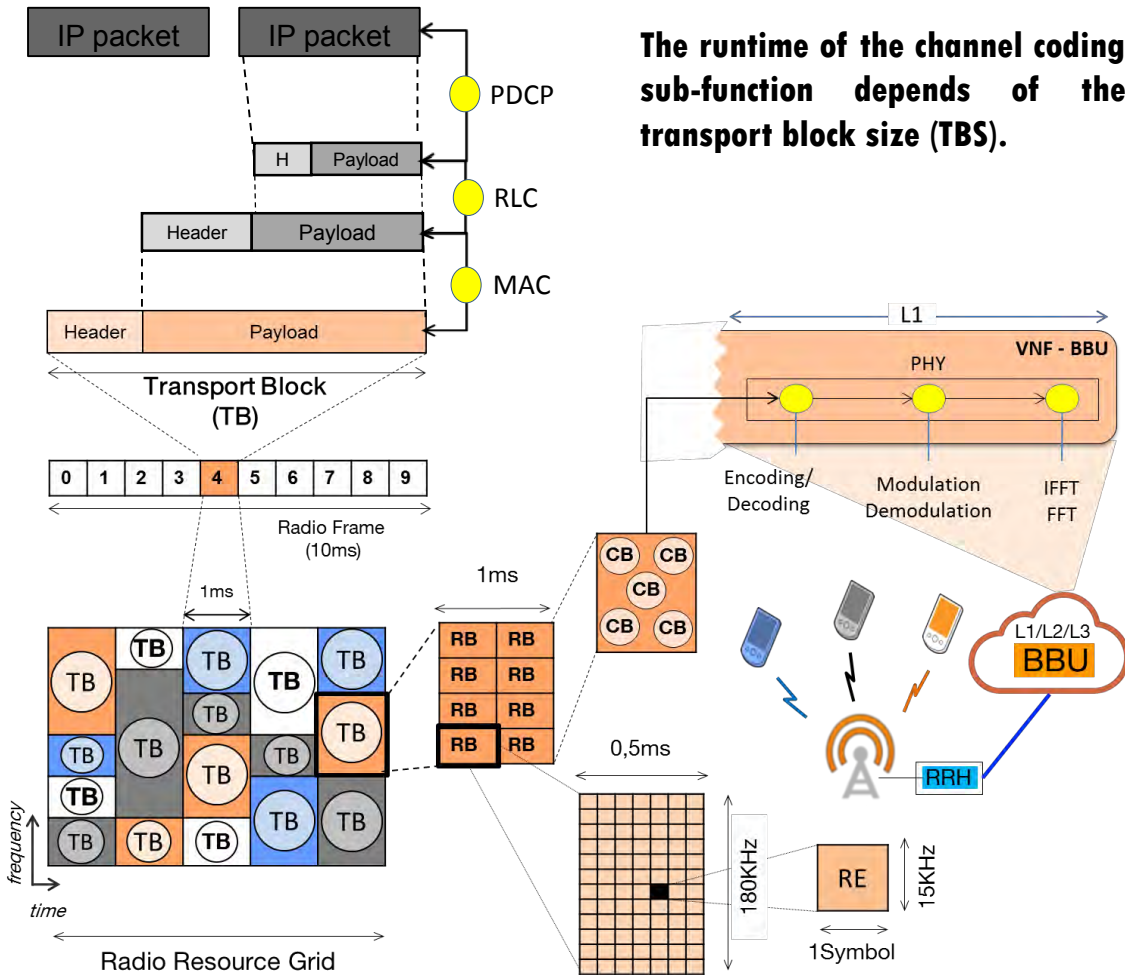 IP packet
IP packet
The runtime of the channel coding
sub-function depends of the
transport block size (TBS).
PDCP
H
Payload
RLC
Header
Payload
MAC
Header
Payload
Transport Block
(TB)
L1
VNF - BBU
PHY
Encoding/
Decoding
Modulation
Demodulation
IFFT
FFT
0 1 2 3 4 5 6 7 8 9
Radio Frame
(10ms)
1ms
TB TB TB TB TB
TB TB TB
TB TB TB TB
TB TB TB
TB TB TB
frequency
time
Radio Resource Grid
1ms
RB RB
RB RB
RB RB
RB RB
CB CB
CB
CB CB
0,5ms
180KHz
RE
15KHz
1Symbol
L1/L2/L3
BBU
RRH